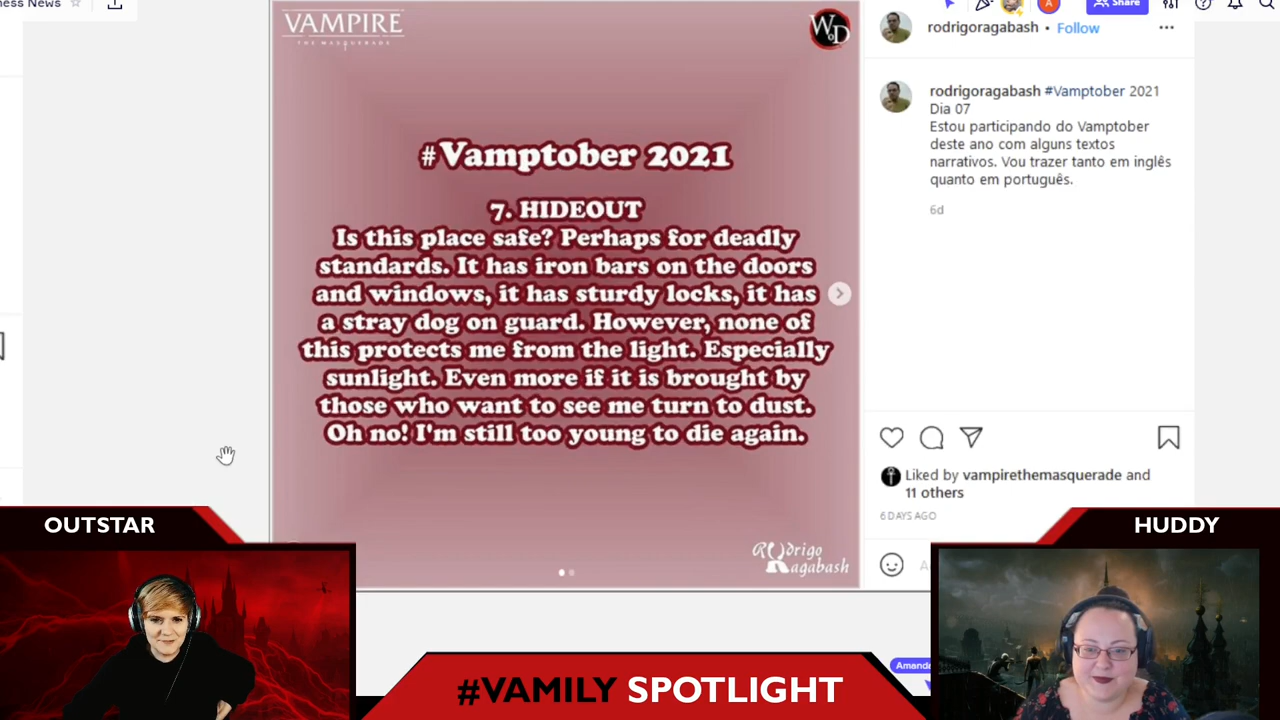 ness News
Share
VAMPIRE
THE MASQUERADE
WoD
#Vamptober 2021
7. HIDEOUT
Is this place safe? Perhaps for deadly
standards. It has iron bars on the doors
and windows, it has sturdy locks, it has
a stray dog on guard. However, none of
this protects me from the light. Especially
sunlight. Even more if it is brought by
those who want to see me turn to dust.
Oh no! I'm still too young to die again.
Rodrigo
Ragabash
rodrigoragabash • Follow
rodrigoragabash #Vamptober 2021
Dia 07
Estou participando do Vamptober
deste ano com alguns textos
narrativos. Vou trazer tanto em inglês
quanto em português.
6d
Liked by vampirethemasquerade and
11 others
6 DAYS AGO
OUTSTAR
HUDDY
Amanda
#VAMILY SPOTLIGHT